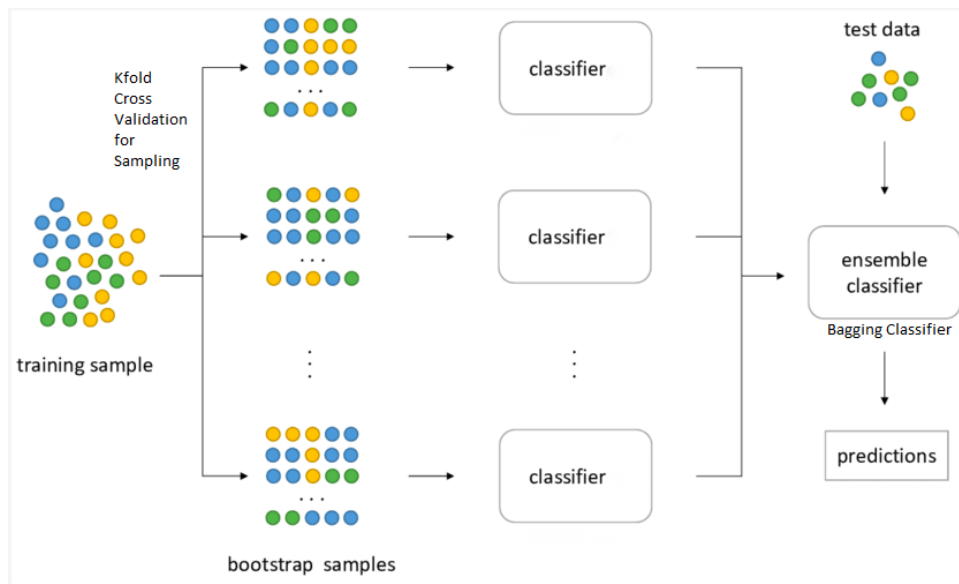 Kfold
Cross
Validation
for
Sampling
training sample
...
...
...
bootstrap samples
classifier
classifier
classifier
test data
ensemble
classifier
Bagging Classifier
predictions